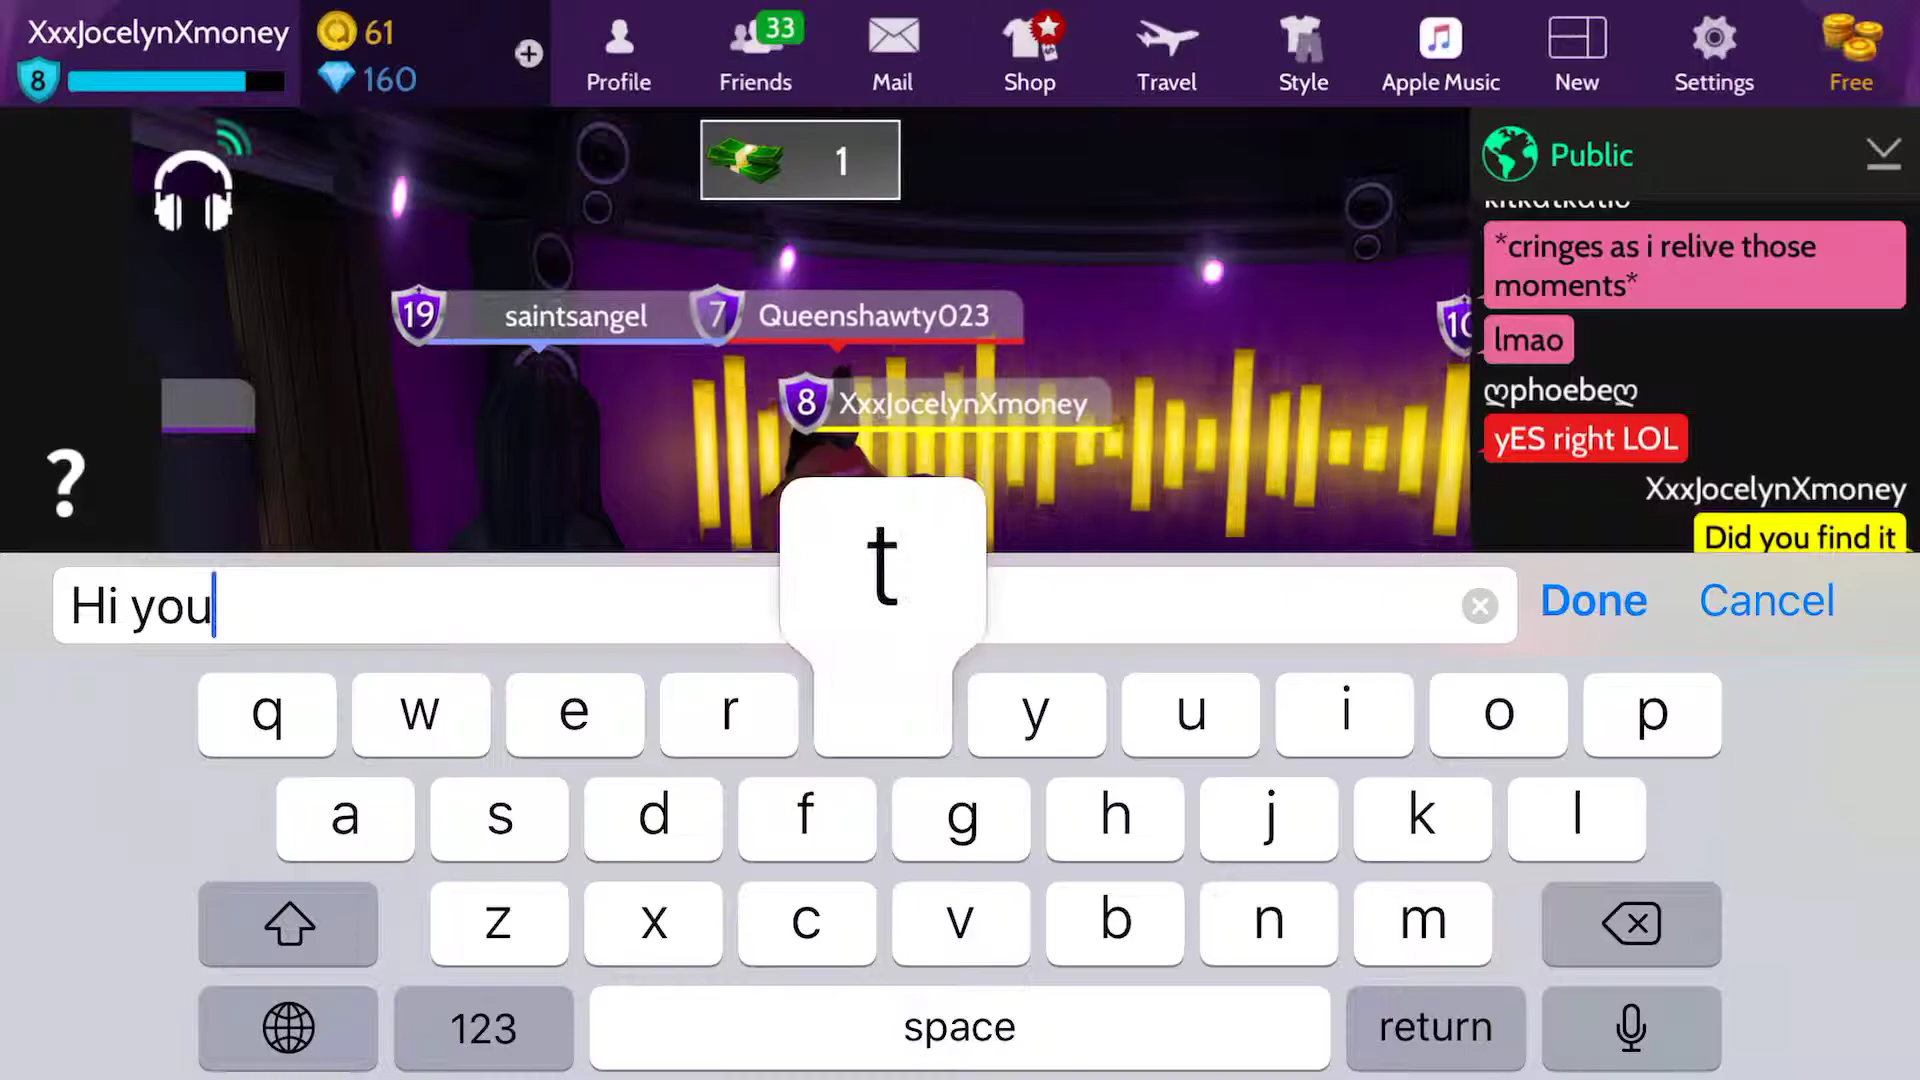 XxxJocelynXmoney
8
61
160
Profile
33
Friends
Mail
Shop
Travel
Style
Apple Music
New
Settings
Free
1
Public
kitkatkatio
*cringes as i relive those
moments*
lmao
ღphoebeღ
yES right LOL
XxxJocelynXmoney
Did you find it
19 saintsangel
7 Queenshawty023
10
8 XxxJocelynXmoney
?
Hi you
Done
Cancel
t
q w e r y u i o p
a s d f g h j k l
z x c v b n m
123 space return